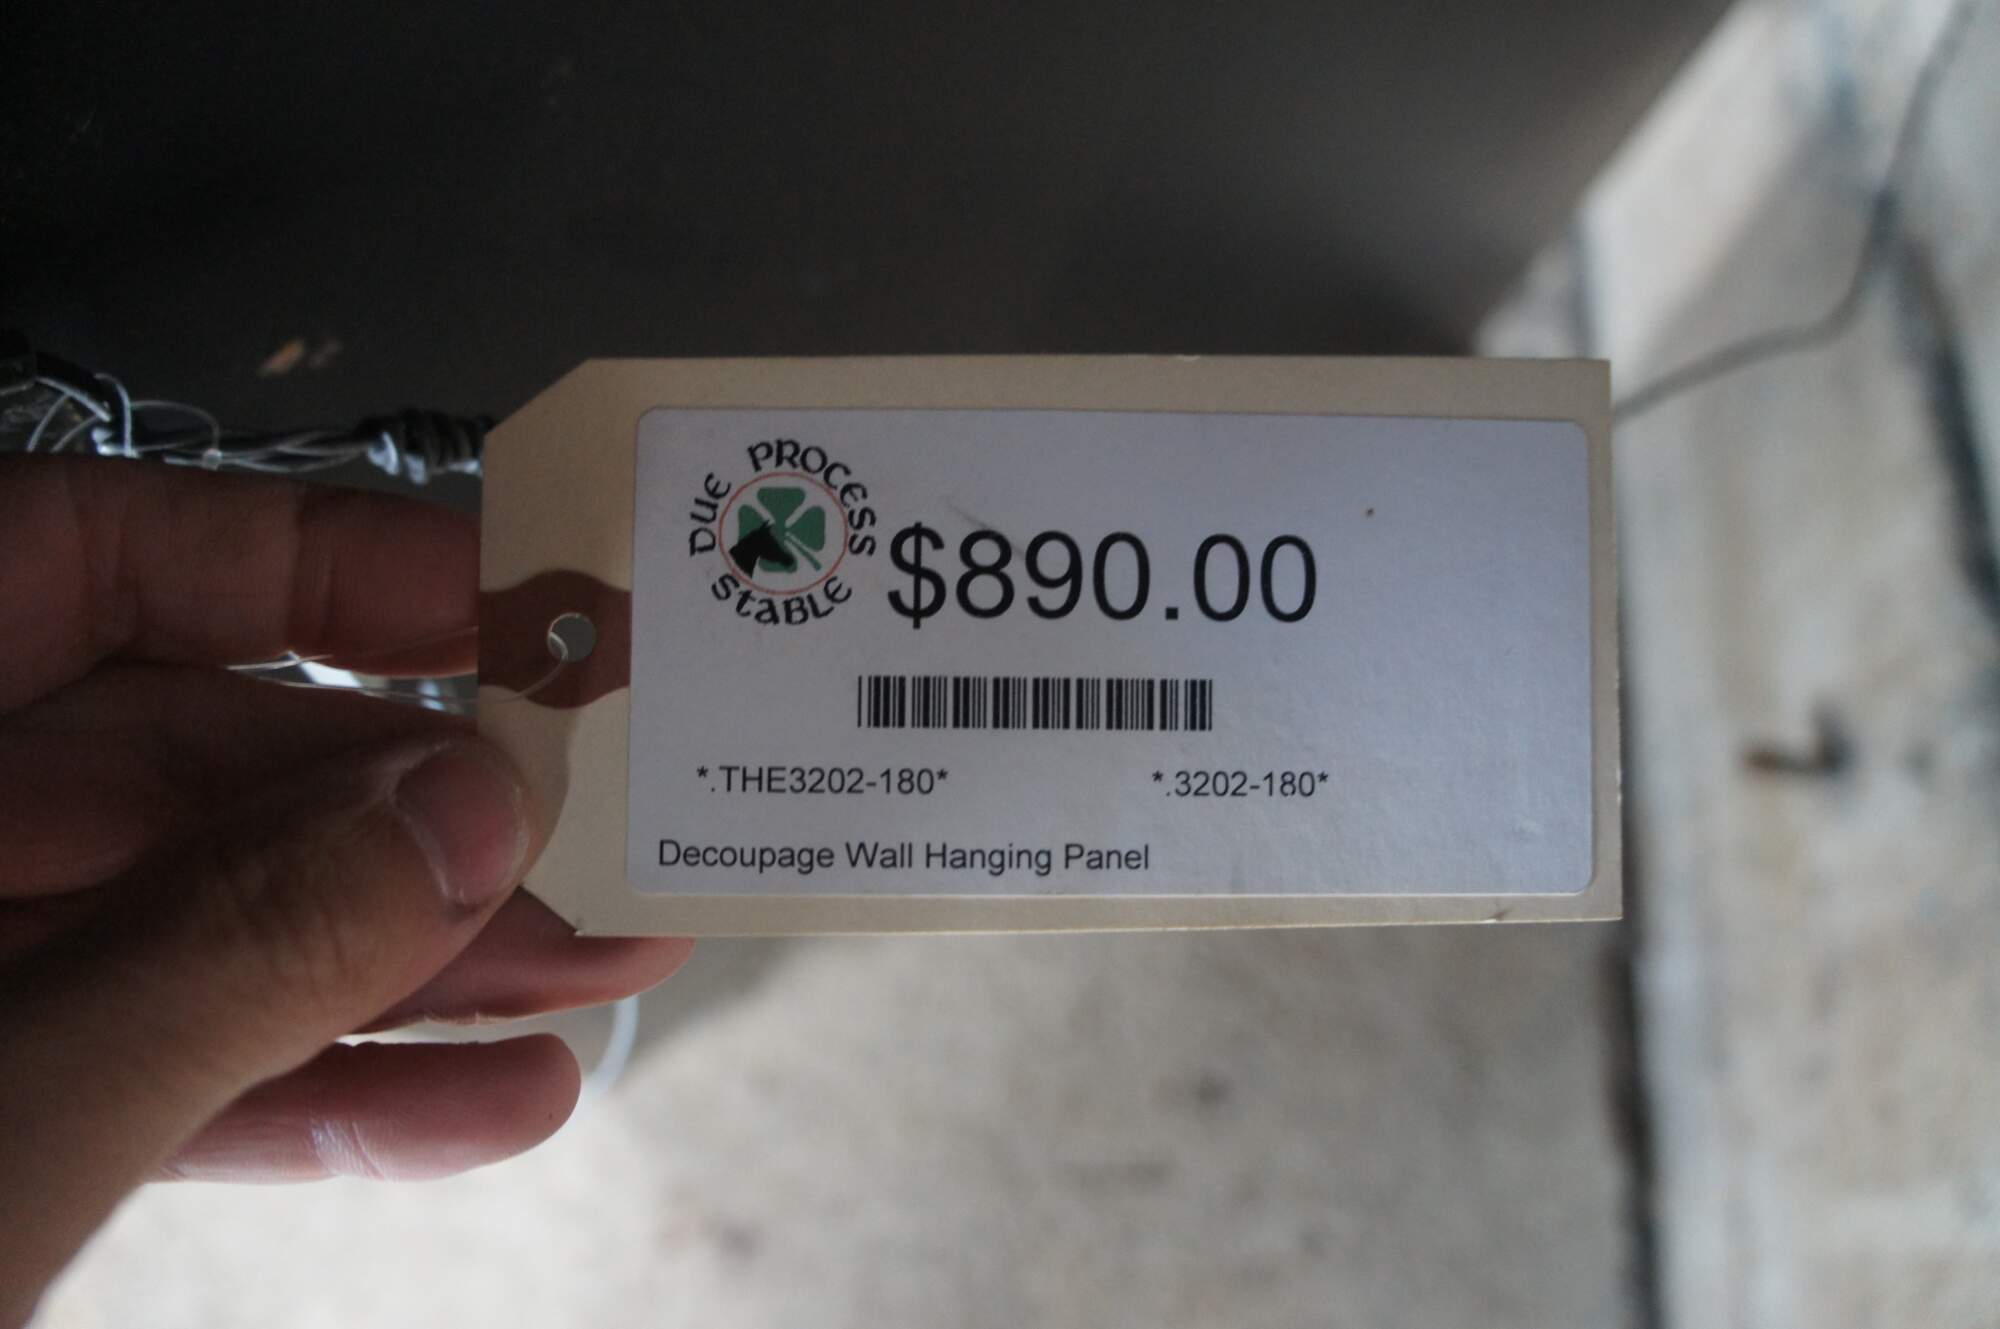 DUE PROCESS STABLE
$890.00
*.THE3202-180* *.3202-180*
Decoupage Wall Hanging Panel